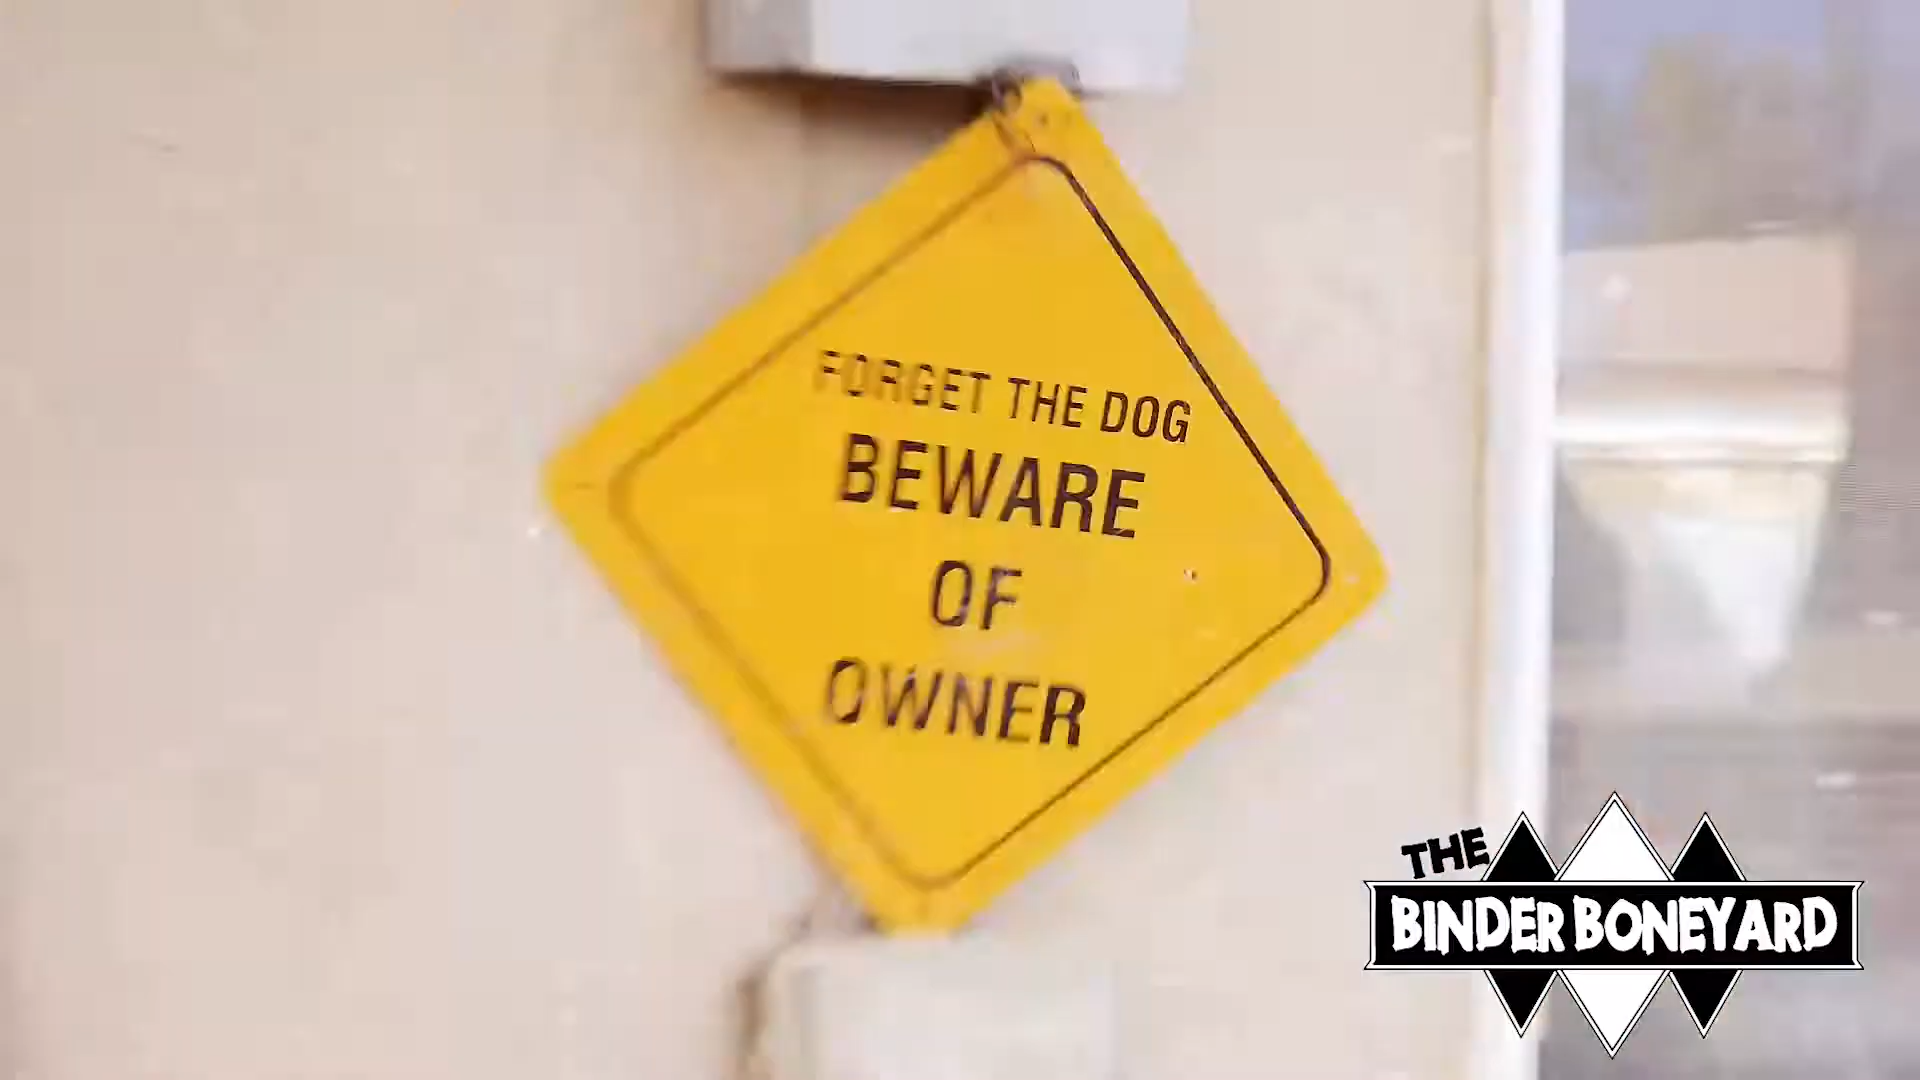 FORGET THE DOG
BEWARE
OF
OWNER
THE
BINDER BONEYARD